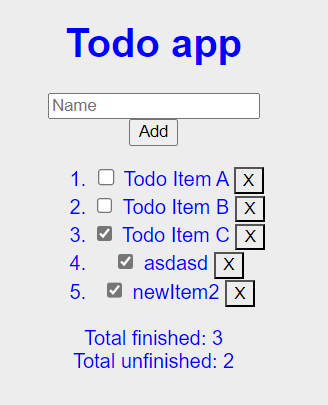 Todo app
Name
Add
1. Todo Item A X
2. Todo Item B X
3. Todo Item C X
4. asdasd X
5. newItem2 X
Total finished: 3
Total unfinished: 2